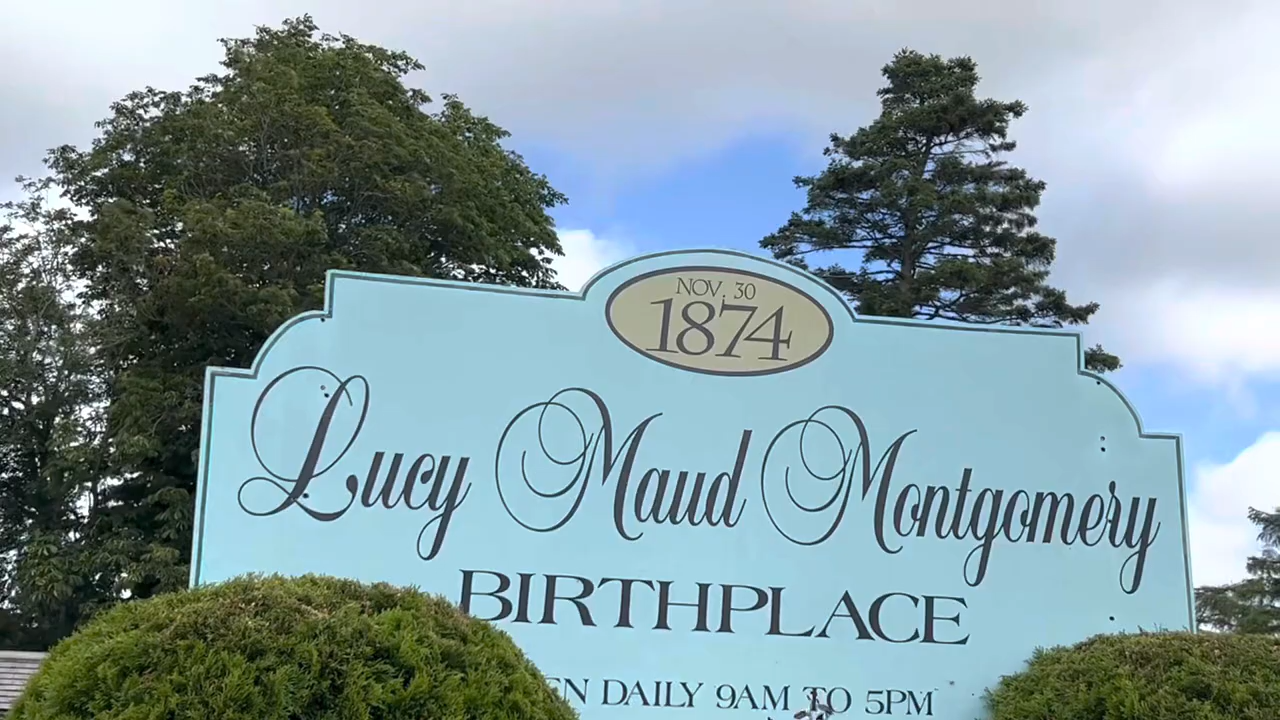 NOV. 30
1874
Lucy Maud Montgomery
BIRTHPLACE
DAILY 9AM TO 5PM